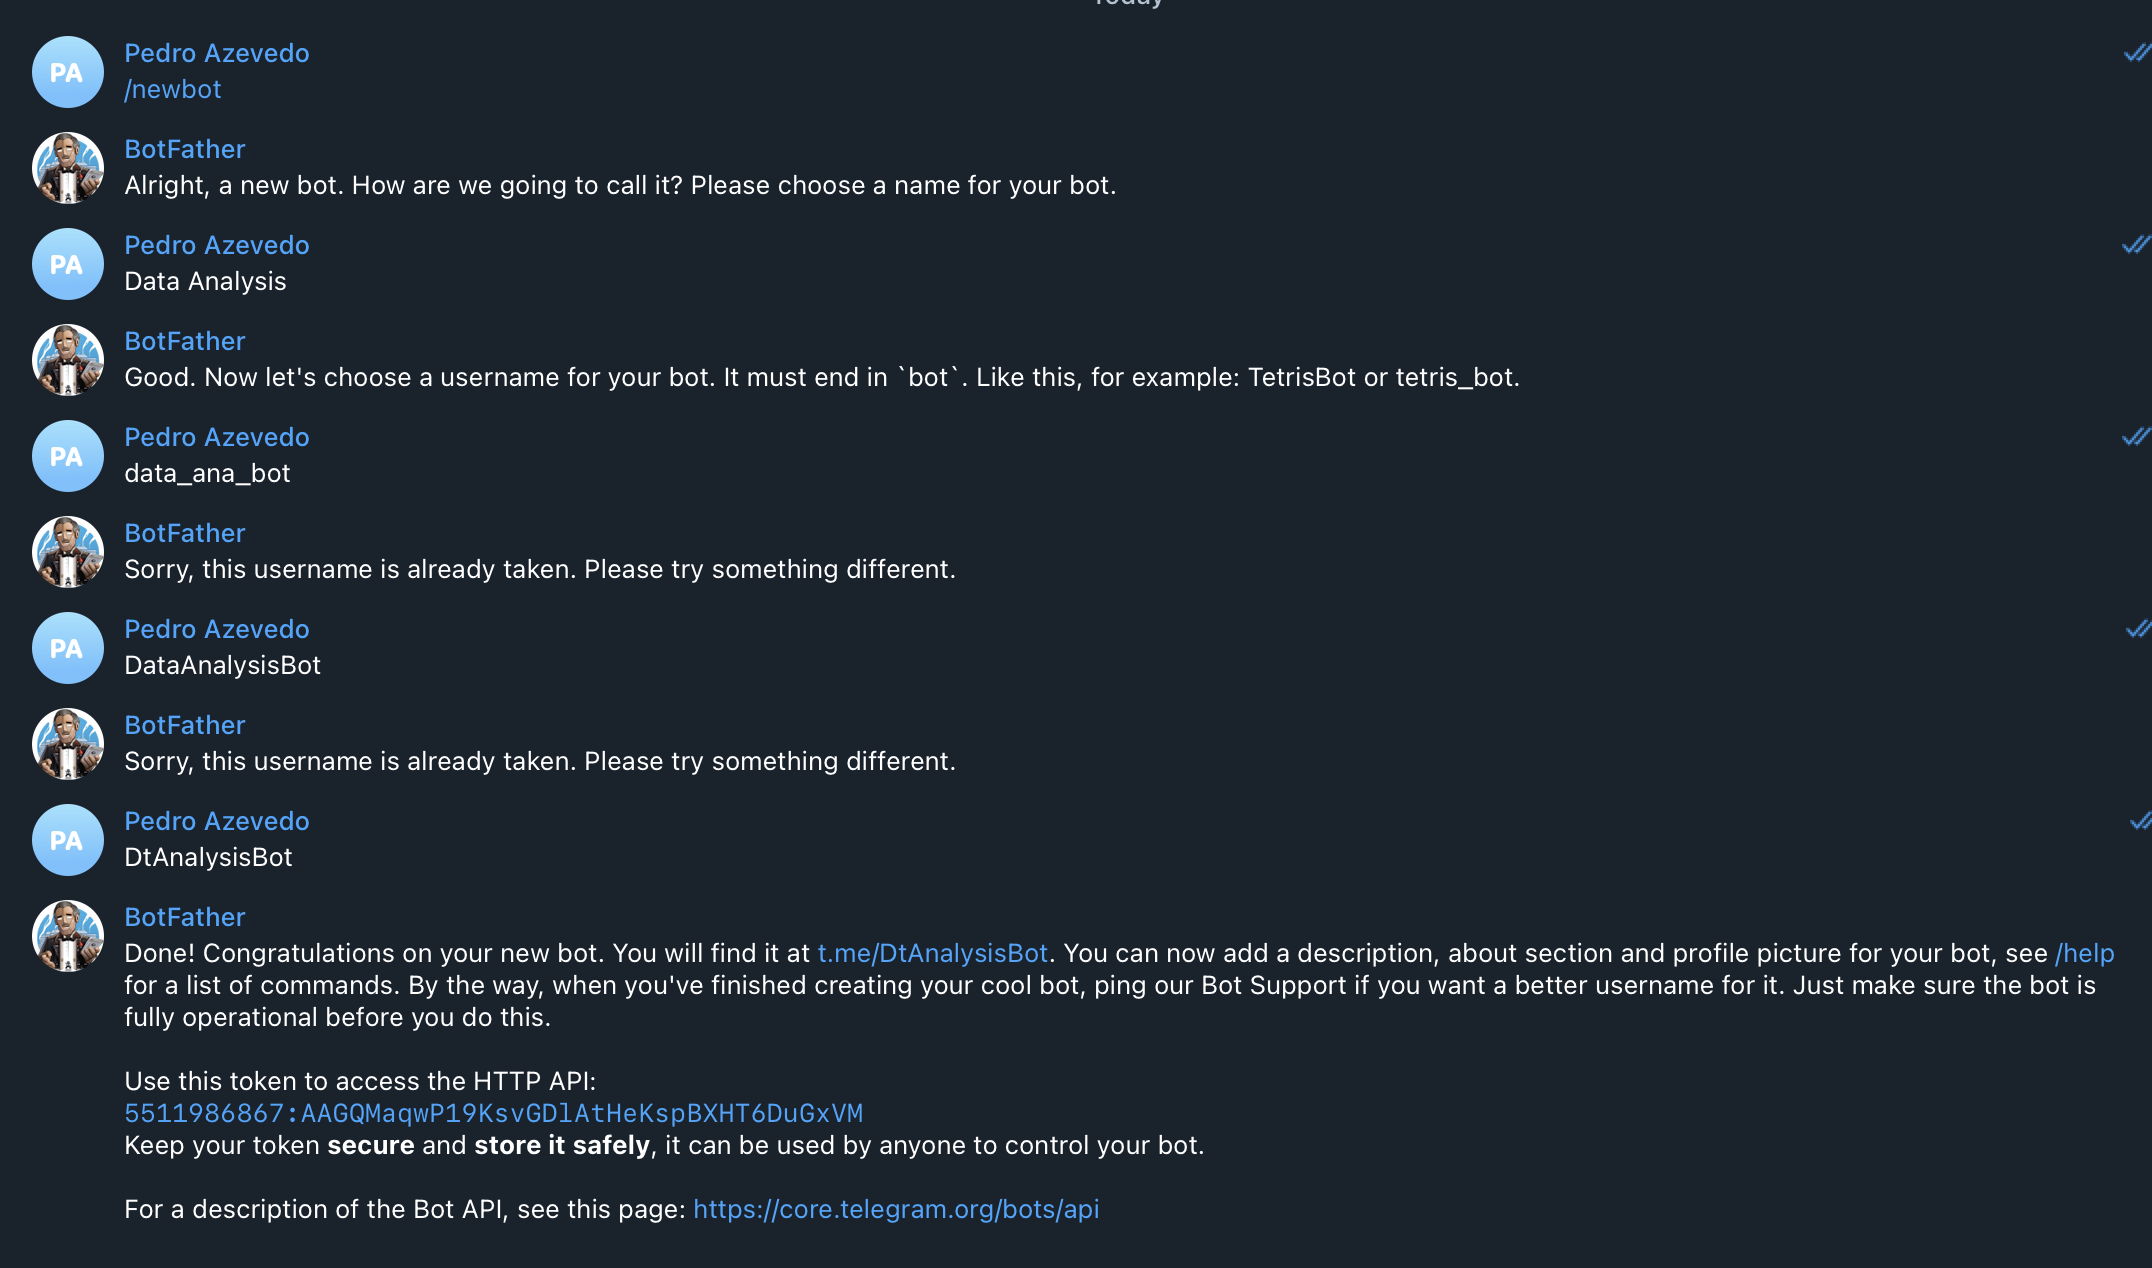 Today
PA
Pedro Azevedo
/newbot
BotFather
Alright, a new bot. How are we going to call it? Please choose a name for your bot.
PA
Pedro Azevedo
Data Analysis
BotFather
Good. Now let's choose a username for your bot. It must end in `bot`. Like this, for example: TetrisBot or tetris_bot.
PA
Pedro Azevedo
data_ana_bot
BotFather
Sorry, this username is already taken. Please try something different.
PA
Pedro Azevedo
DataAnalysisBot
BotFather
Sorry, this username is already taken. Please try something different.
PA
Pedro Azevedo
DtAnalysisBot
BotFather
Done! Congratulations on your new bot. You will find it at t.me/DtAnalysisBot. You can now add a description, about section and profile picture for your bot, see /help
for a list of commands. By the way, when you've finished creating your cool bot, ping our Bot Support if you want a better username for it. Just make sure the bot is
fully operational before you do this.
Use this token to access the HTTP API:
5511986867:AAGQMaqwP19KsvGDlAtHeKspBXHT6DuGxVM
Keep your token secure and store it safely, it can be used by anyone to control your bot.
For a description of the Bot API, see this page: https://core.telegram.org/bots/api